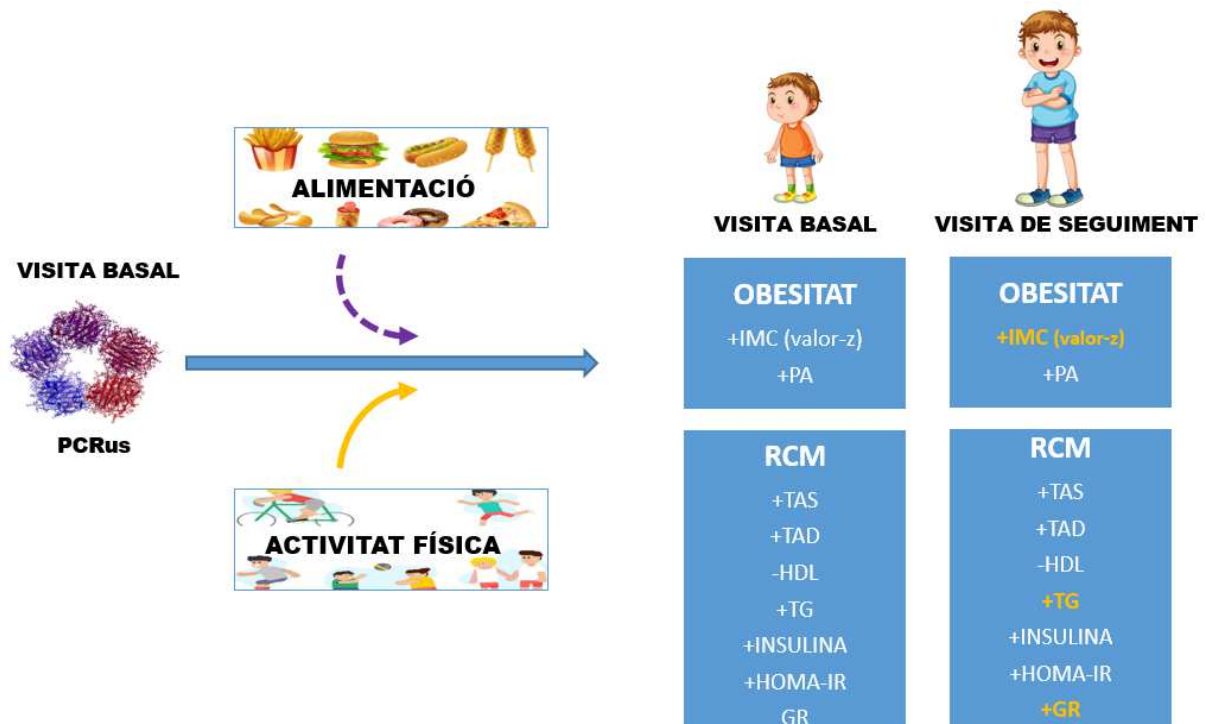 ALIMENTACIÓ
VISITA BASAL
PCRus
ACTIVITAT FÍSICA
VISITA BASAL
OBESITAT
+IMC (valor-z)
+PA
RCM
+TAS
+TAD
-HDL
+TG
+INSULINA
+HOMA-IR
GR
VISITA DE SEGUIMENT
OBESITAT
+IMC (valor-z)
+PA
RCM
+TAS
+TAD
-HDL
+TG
+INSULINA
+HOMA-IR
+GR